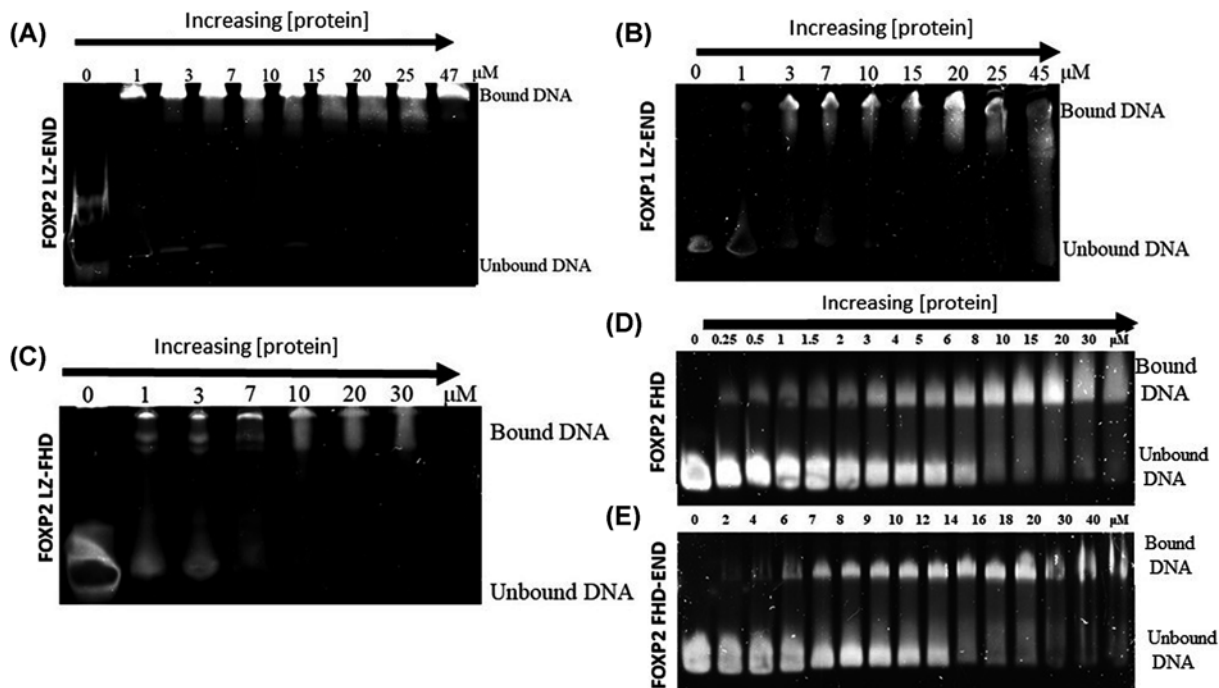 (A)
Increasing [protein]
0 1 3 7 10 15 20 25 47 μM
FOXP2 LZ-END
Bound DNA
Unbound DNA
(B)
Increasing [protein]
0 1 3 7 10 15 20 25 45 μM
FOXP1 LZ-END
Bound DNA
Unbound DNA
(C)
Increasing [protein]
0 1 3 7 10 20 30 μM
FOXP2 LZ-FHD
Bound DNA
Unbound DNA
Increasing [protein]
(D)
0 0.25 0.5 1 1.5 2 3 4 5 6 8 10 15 20 30 μM
FOXP2 FHD
Bound
DNA
Unbound
DNA
(E)
0 2 4 6 7 8 9 10 12 14 16 18 20 30 40 μM
FOXP2 FHD-END
Bound
DNA
Unbound
DNA